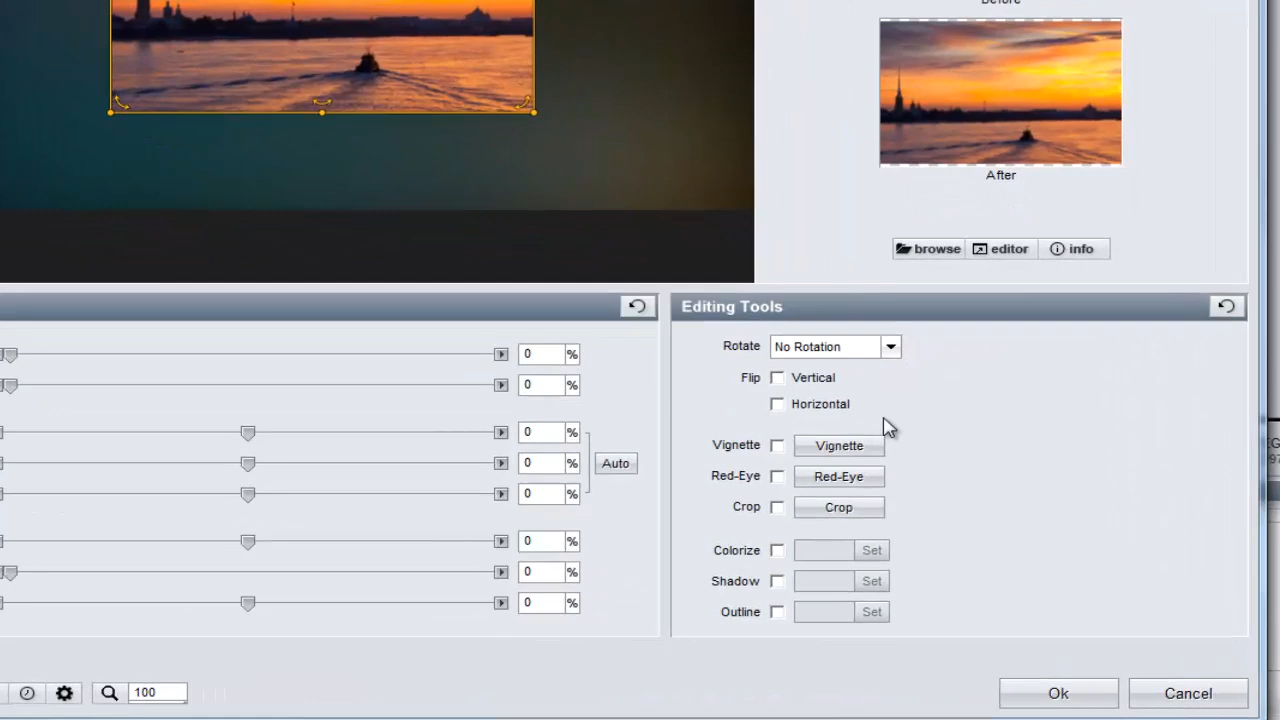 Before
After
browse editor info
Editing Tools
Rotate No Rotation
0 %
0 %
Flip Vertical
Horizontal
0 %
Vignette Vignette
0 % Auto
Red-Eye Red-Eye
0 %
Crop Crop
0 %
Colorize Set
0 %
Shadow Set
0 %
Outline Set
100
Ok Cancel